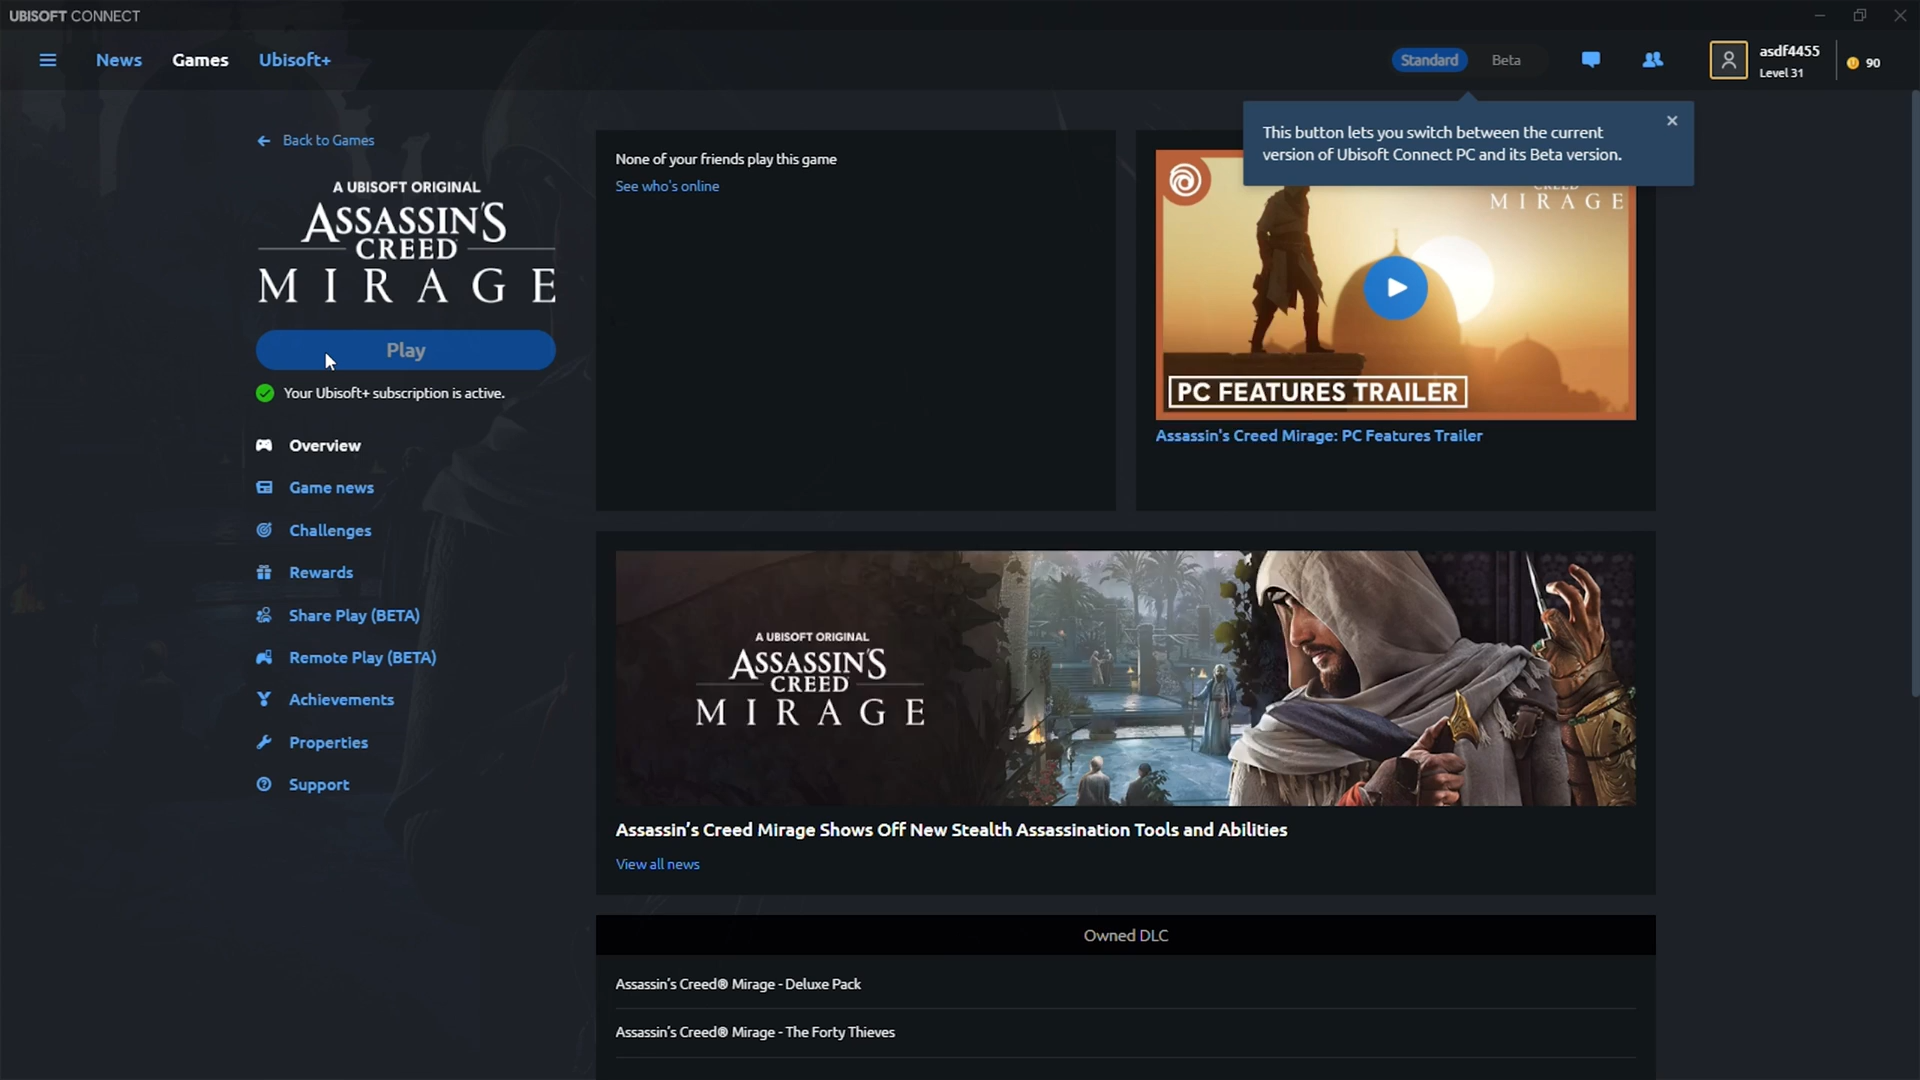 UBISOFT CONNECT
News
Games
Ubisoft+
Standard
Beta
asdf4455
Level 31
90
This button lets you switch between the current
version of Ubisoft Connect PC and its Beta version.
Back to Games
A UBISOFT ORIGINAL
ASSASSIN'S
CREED
MIRAGE
Play
Your Ubisoft+ subscription is active.
Overview
Game news
Challenges
Rewards
Share Play (BETA)
Remote Play (BETA)
Achievements
Properties
Support
None of your friends play this game
See who's online
CREED
MIRAGE
PC FEATURES TRAILER
Assassin's Creed Mirage: PC Features Trailer
A UBISOFT ORIGINAL
ASSASSIN'S
CREED
MIRAGE
Assassin’s Creed Mirage Shows Off New Stealth Assassination Tools and Abilities
View all news
Owned DLC
Assassin’s Creed® Mirage - Deluxe Pack
Assassin’s Creed® Mirage - The Forty Thieves